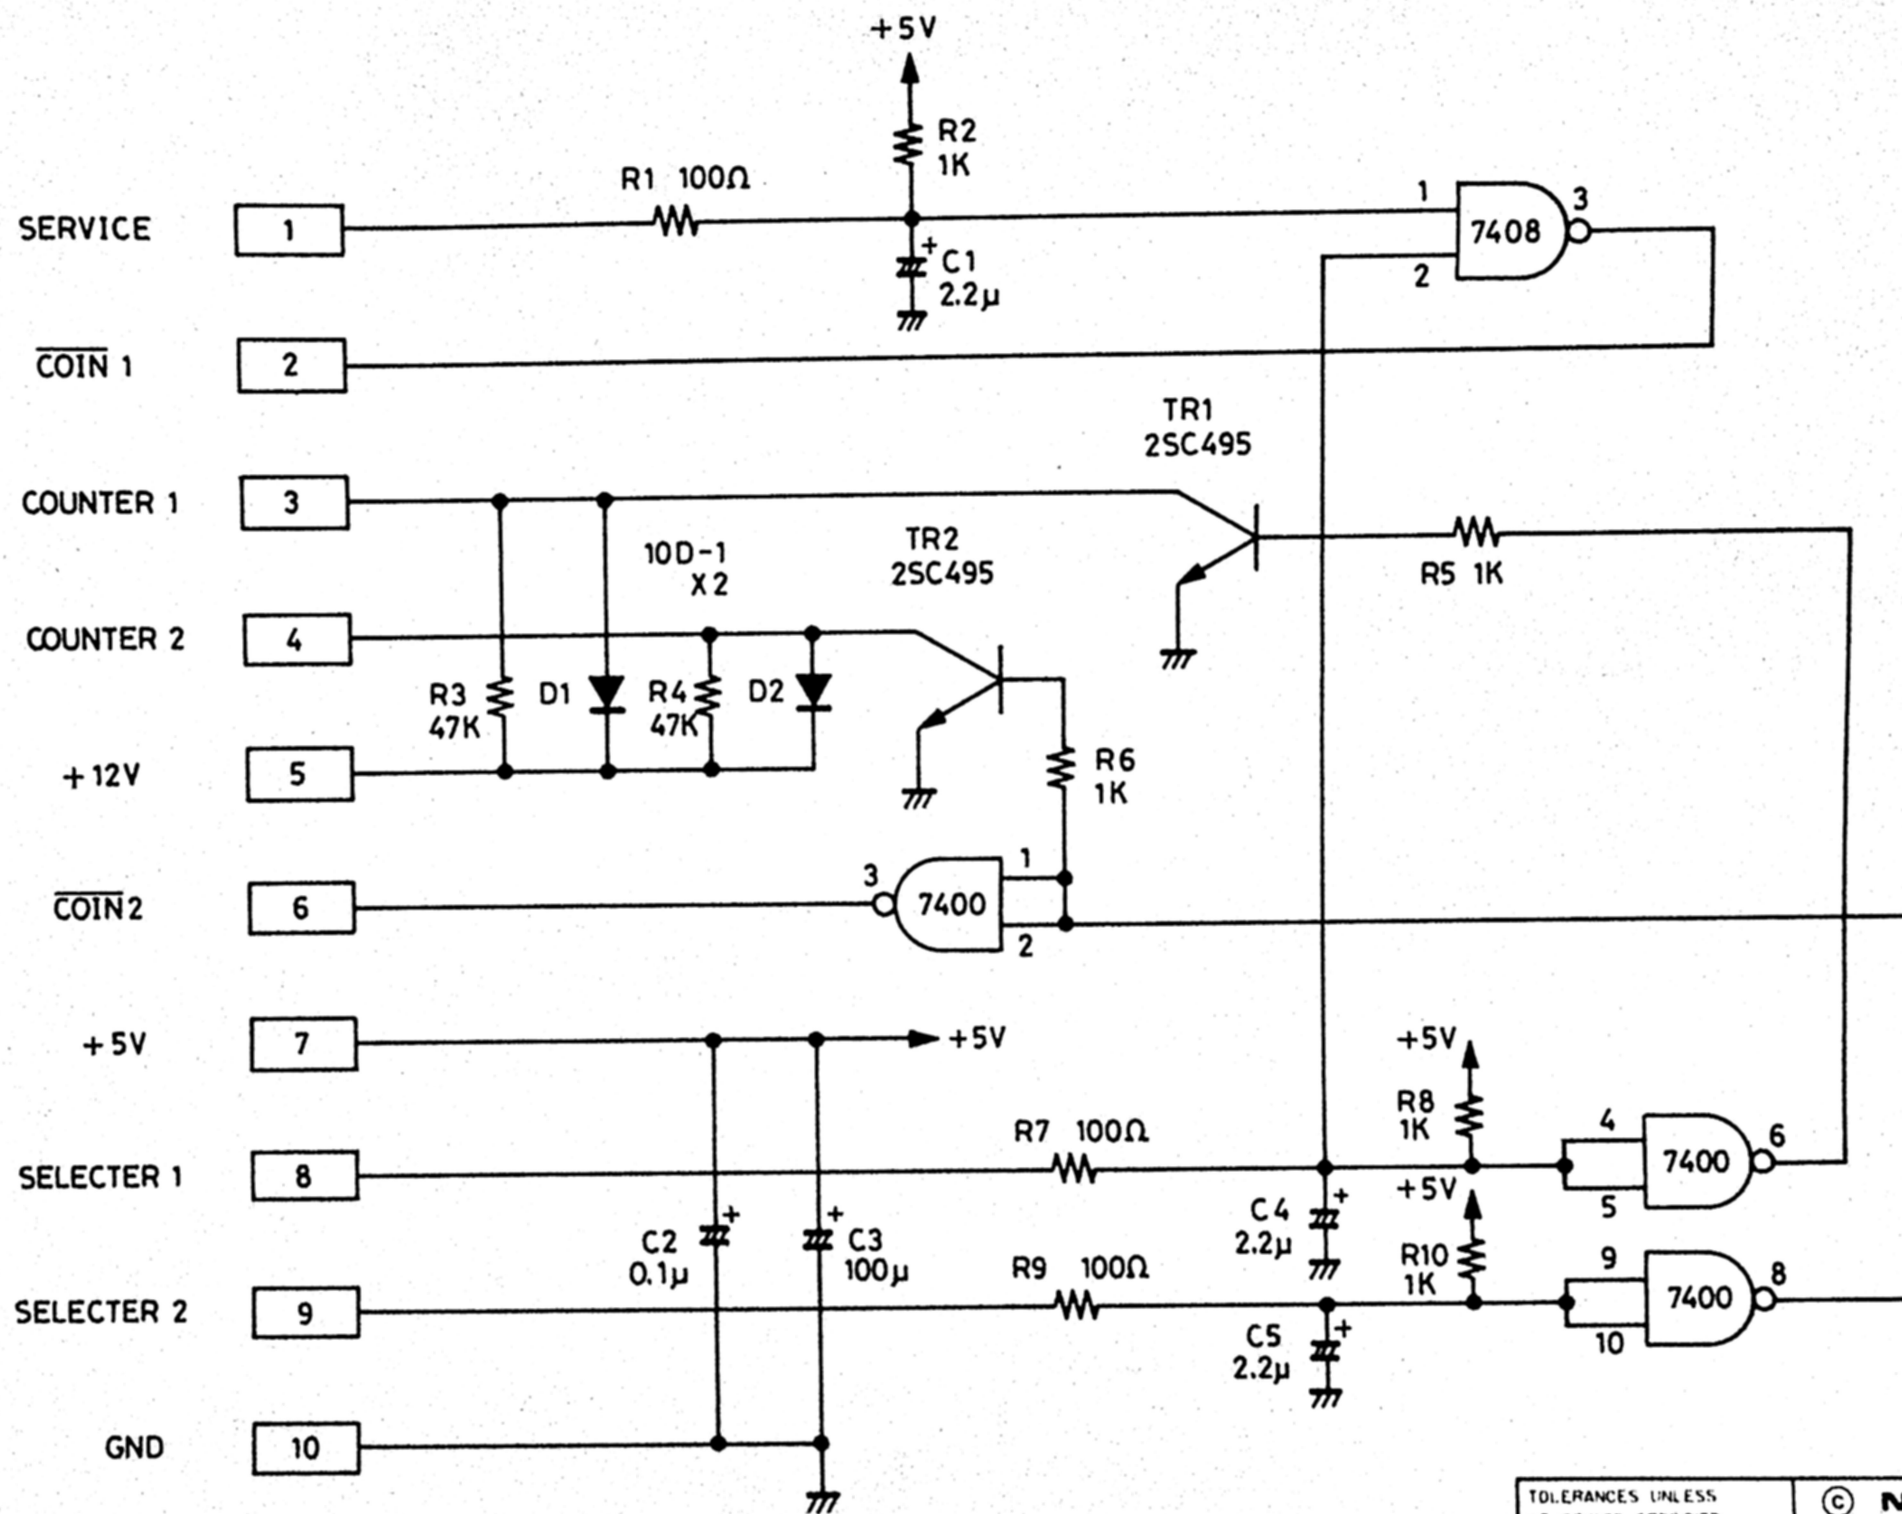 +5V
R2
1K
R1 100Ω
SERVICE
1
1
7408
3
2
+
C1
2.2μ
COIN 1
2
TR1
2SC495
COUNTER 1
3
10D-1
X2
TR2
2SC495
R5 1K
COUNTER 2
4
R3
47K
D1
R4
47K
D2
+12V
5
R6
1K
COIN 2
6
3
7400
1
2
+5V
7
+5V
+5V
R8
1K
R7 100Ω
SELECTER 1
8
4
7400
6
5
+
C4
2.2μ
+5V
R10
1K
+
C2
0.1μ
+
C3
100μ
R9 100Ω
SELECTER 2
9
9
7400
8
10
+
C5
2.2μ
GND
10
TOLERANCES UNLESS
©